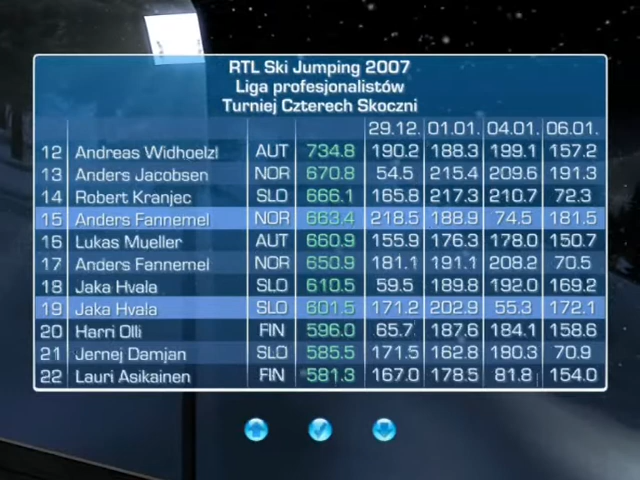 RTL Ski Jumping 2007
Liga profesjonalistów
Turniej Czterech Skoczni
29.12. 01.01. 04.01. 06.01.
12 Andreas Widhoelzl AUT 734.8 190.2 188.3 199.1 157.2
13 Anders Jacobsen NOR 670.8 54.5 215.4 209.6 191.3
14 Robert Kranjec SLO 666.1 165.8 217.3 210.7 72.3
15 Anders Fannemel NOR 663.4 218.5 188.9 74.5 181.5
16 Lukas Mueller AUT 660.9 155.9 176.3 178.0 150.7
17 Anders Fannemel NOR 650.9 181.1 191.1 208.2 70.5
18 Jaka Hvala SLO 610.5 59.5 189.8 192.0 169.2
19 Jaka Hvala SLO 601.5 171.2 202.9 55.3 172.1
20 Harri Olli FIN 596.0 65.7 187.6 184.1 158.6
21 Jernej Damjan SLO 585.5 171.5 162.8 180.3 70.9
22 Lauri Asikainen FIN 581.3 167.0 178.5 81.8 154.0